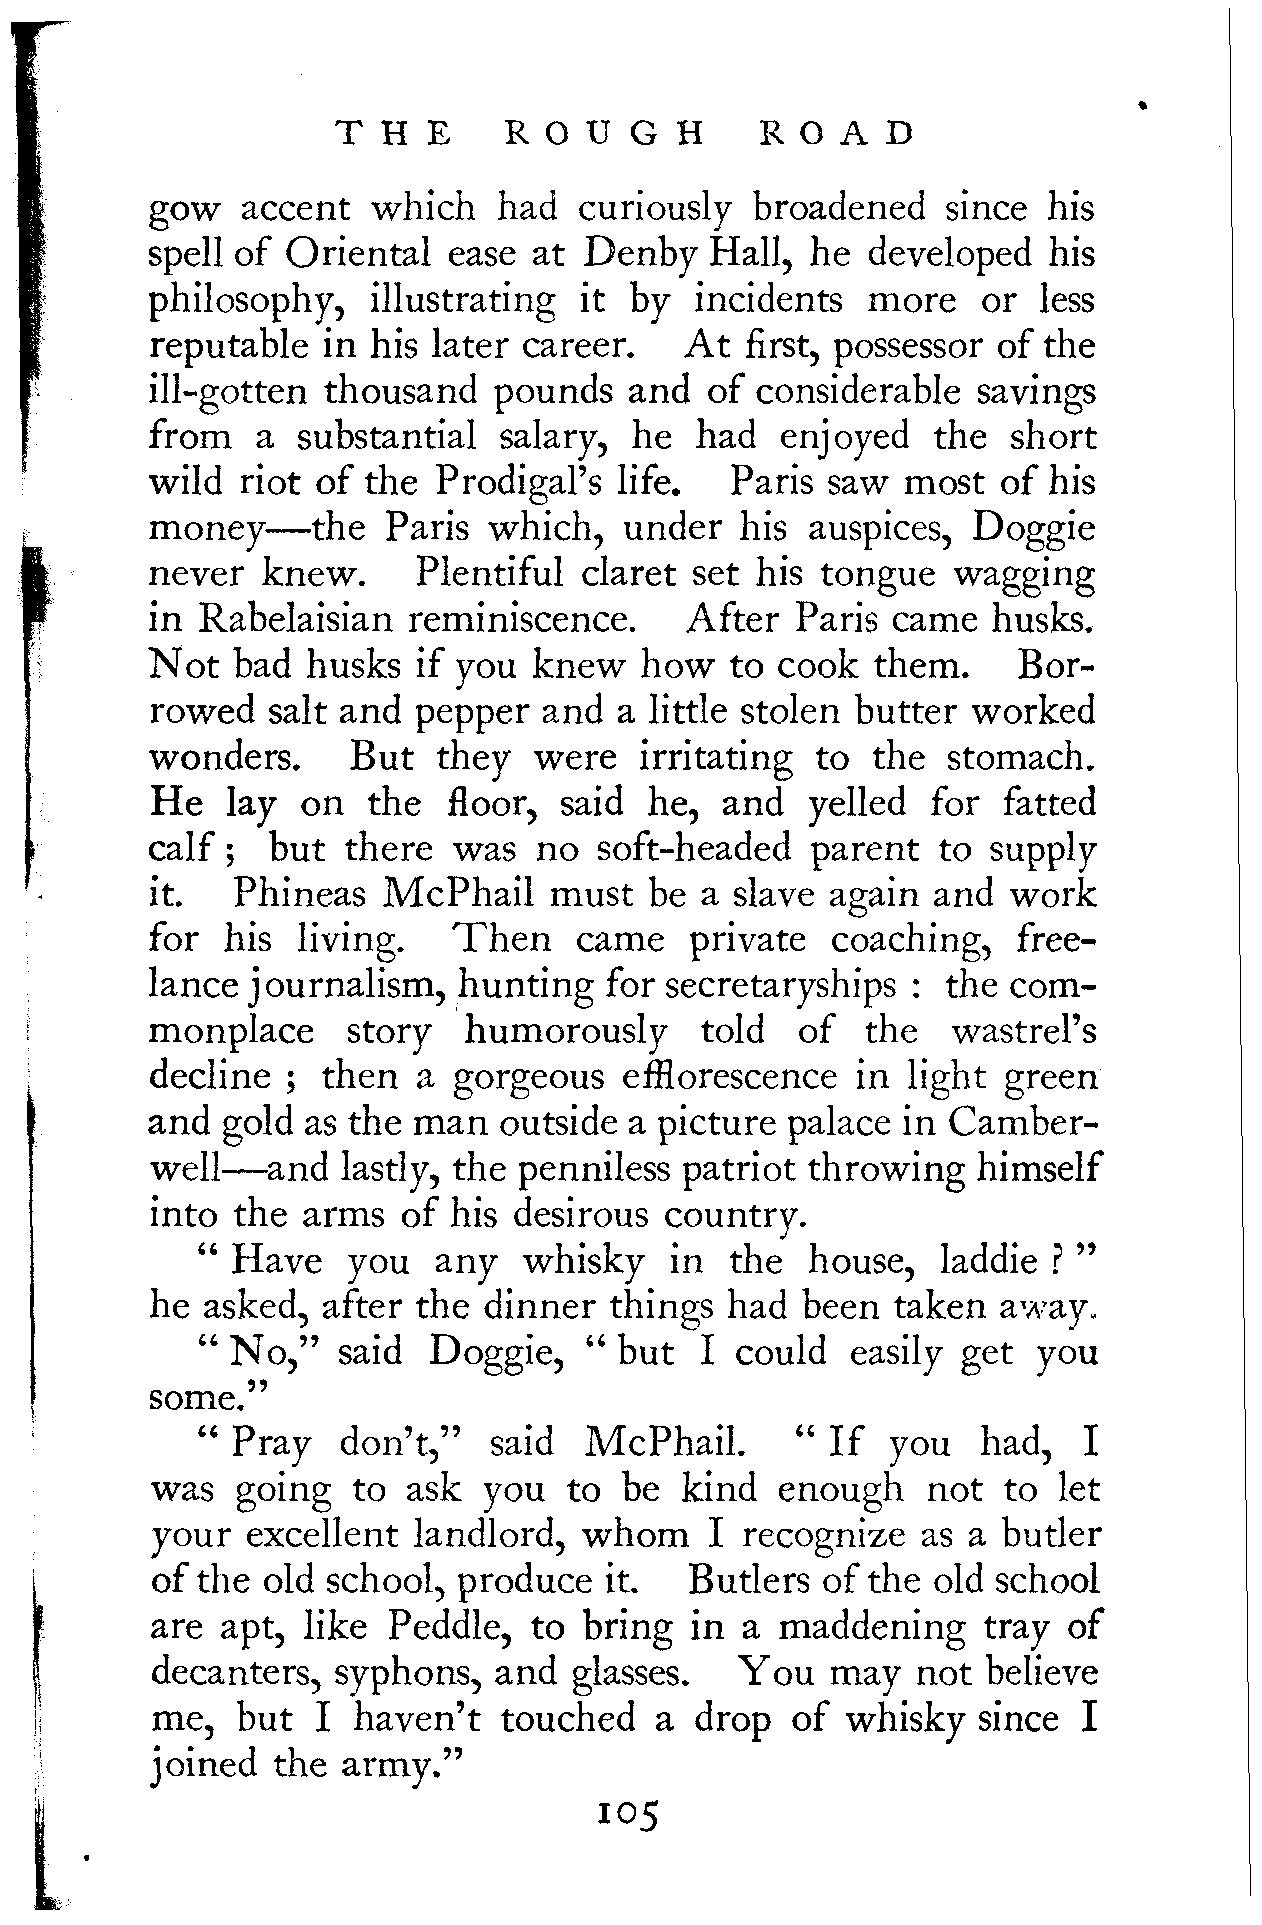 THE ROUGH ROAD
gow accent which had curiously broadened since his
spell of Oriental ease at Denby Hall, he developed his
philosophy, illustrating it by incidents more or less
reputable in his later career. At first, possessor of the
ill-gotten thousand pounds and of considerable savings
from a substantial salary, he had enjoyed the short
wild riot of the Prodigal's life. Paris saw most of his
money—the Paris which, under his auspices, Doggie
never knew. Plentiful claret set his tongue wagging
in Rabelaisian reminiscence. After Paris came husks.
Not bad husks if you knew how to cook them. Bor-
rowed salt and pepper and a little stolen butter worked
wonders. But they were irritating to the stomach.
He lay on the floor, said he, and yelled for fatted
calf ; but there was no soft-headed parent to supply
it. Phineas McPhail must be a slave again and work
for his living. Then came private coaching, free-
lance journalism, hunting for secretaryships : the com-
monplace story humorously told of the wastrel's
decline ; then a gorgeous efflorescence in light green
and gold as the man outside a picture palace in Camber-
well—and lastly, the penniless patriot throwing himself
into the arms of his desirous country.
“ Have you any whisky in the house, laddie ? ”
he asked, after the dinner things had been taken away.
“ No,” said Doggie, “ but I could easily get you
some.”
“ Pray don't,” said McPhail. “ If you had, I
was going to ask you to be kind enough not to let
your excellent landlord, whom I recognize as a butler
of the old school, produce it. Butlers of the old school
are apt, like Peddle, to bring in a maddening tray of
decanters, syphons, and glasses. You may not believe
me, but I haven't touched a drop of whisky since I
joined the army.”
105